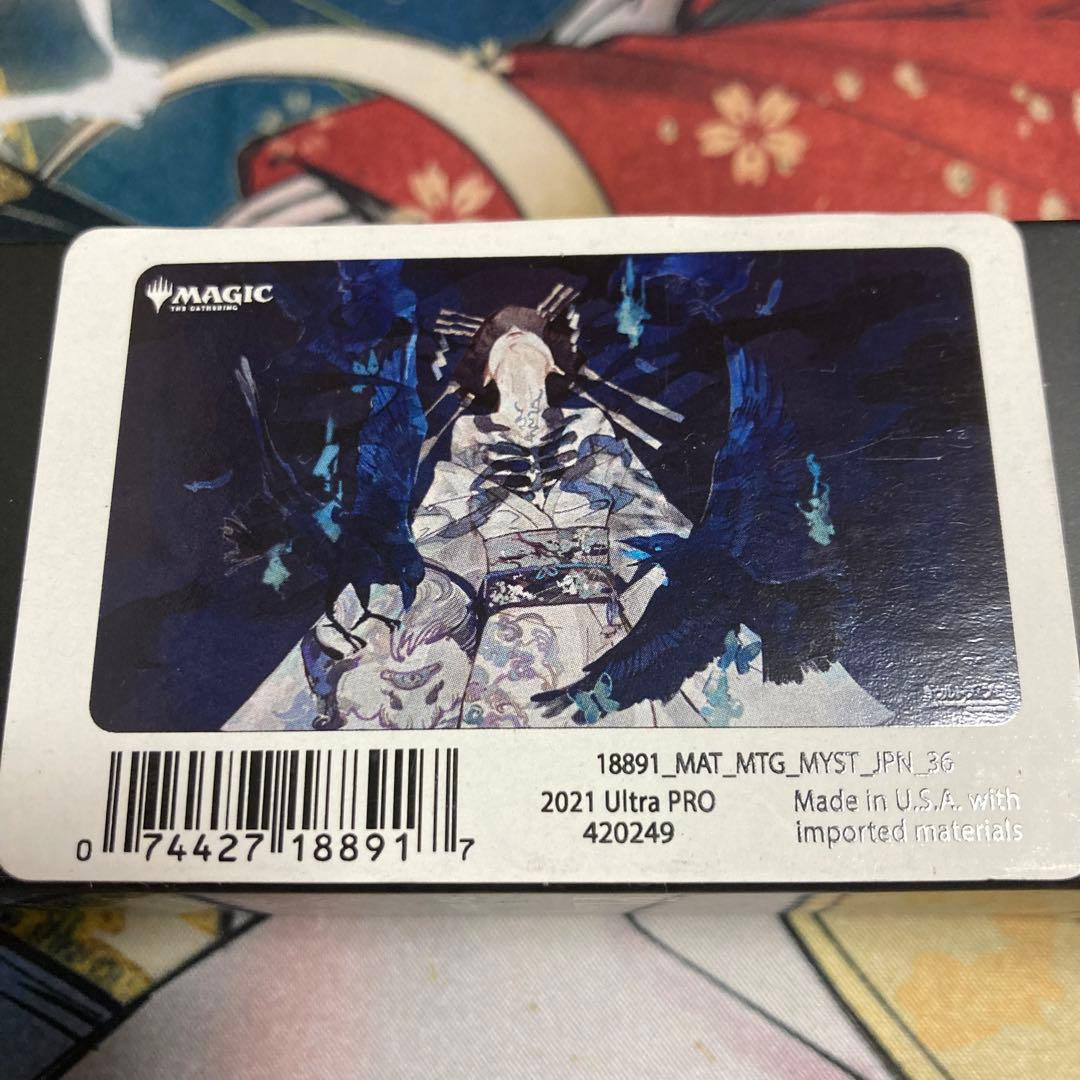 MAGIC
THE GATHERING
18891_MAT_MTG_MYST_JPN_36
2021 Ultra PRO
420249
Made in U.S.A. with
imported materials
0 74427 18891 7